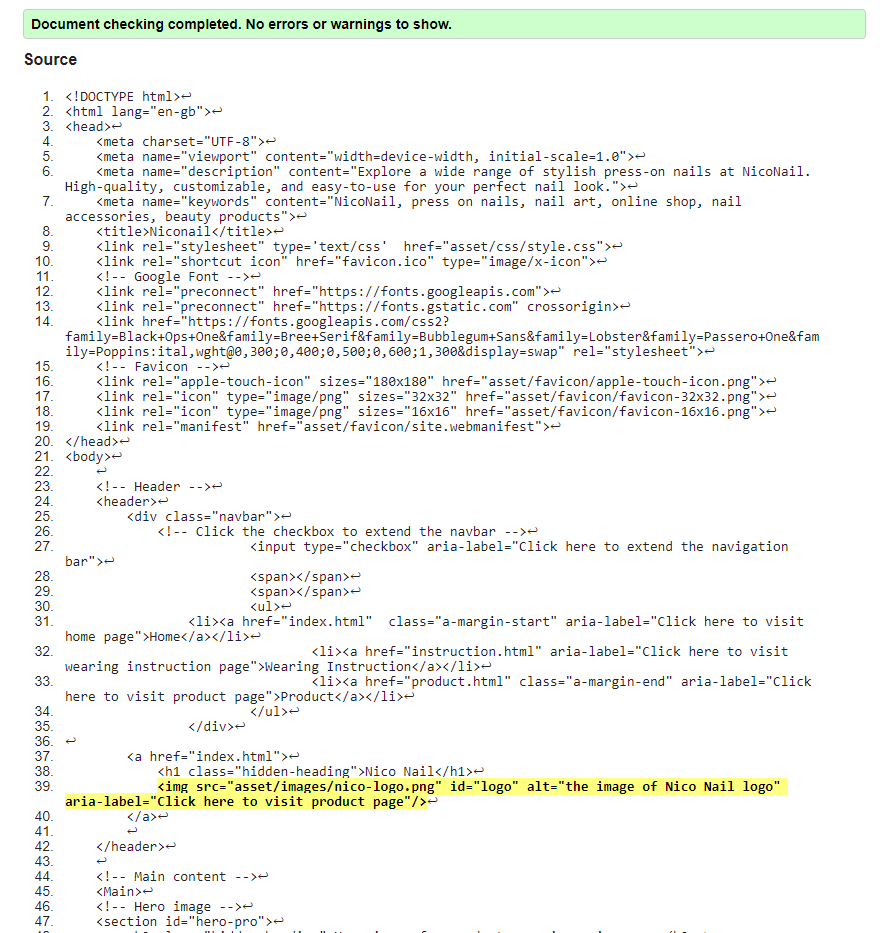 Document checking completed. No errors or warnings to show.
Source
1. <!DOCTYPE html>↩
2. <html lang="en-gb">↩
3. <head>↩
4. <meta charset="UTF-8">↩
5. <meta name="viewport" content="width=device-width, initial-scale=1.0">↩
6. <meta name="description" content="Explore a wide range of stylish press-on nails at NicoNail.
High-quality, customizable, and easy-to-use for your perfect nail look.">↩
7. <meta name="keywords" content="NicoNail, press on nails, nail art, online shop, nail
accessories, beauty products">↩
8. <title>Niconail</title>↩
9. <link rel="stylesheet" type='text/css'  href="asset/css/style.css">↩
10. <link rel="shortcut icon" href="favicon.ico" type="image/x-icon">↩
11. <!-- Google Font -->↩
12. <link rel="preconnect" href="https://fonts.googleapis.com">↩
13. <link rel="preconnect" href="https://fonts.gstatic.com" crossorigin>↩
14. <link href="https://fonts.googleapis.com/css2?
family=Black+Ops+One&family=Bree+Serif&family=Bubblegum+Sans&family=Lobster&family=Passero+One&fam
ily=Poppins:ital,wght@0,300;0,400;0,500;0,600;1,300&display=swap" rel="stylesheet">↩
15. <!-- Favicon -->↩
16. <link rel="apple-touch-icon" sizes="180x180" href="asset/favicon/apple-touch-icon.png">↩
17. <link rel="icon" type="image/png" sizes="32x32" href="asset/favicon/favicon-32x32.png">↩
18. <link rel="icon" type="image/png" sizes="16x16" href="asset/favicon/favicon-16x16.png">↩
19. <link rel="manifest" href="asset/favicon/site.webmanifest">↩
20. </head>↩
21. <body>↩
22. ↩
23. <!-- Header -->↩
24. <header>↩
25. <div class="navbar">↩
26. <!-- Click the checkbox to extend the navbar -->↩
27. <input type="checkbox" aria-label="Click here to extend the navigation
bar">↩
28. <span></span>↩
29. <span></span>↩
30. <ul>↩
31. <li><a href="index.html"  class="a-margin-start" aria-label="Click here to visit
home page">Home</a></li>↩
32. <li><a href="instruction.html" aria-label="Click here to visit
wearing instruction page">Wearing Instruction</a></li>↩
33. <li><a href="product.html" class="a-margin-end" aria-label="Click
here to visit product page">Product</a></li>↩
34. </ul>↩
35. </div>↩
36. ↩
37. <a href="index.html">↩
38. <h1 class="hidden-heading">Nico Nail</h1>↩
39. <img src="asset/images/nico-logo.png" id="logo" alt="the image of Nico Nail logo"
aria-label="Click here to visit product page"/>↩
40. </a>↩
41. ↩
42. </header>↩
43. ↩
44. <!-- Main content -->↩
45. <Main>↩
46. <!-- Hero image -->↩
47. <section id="hero-pro">↩